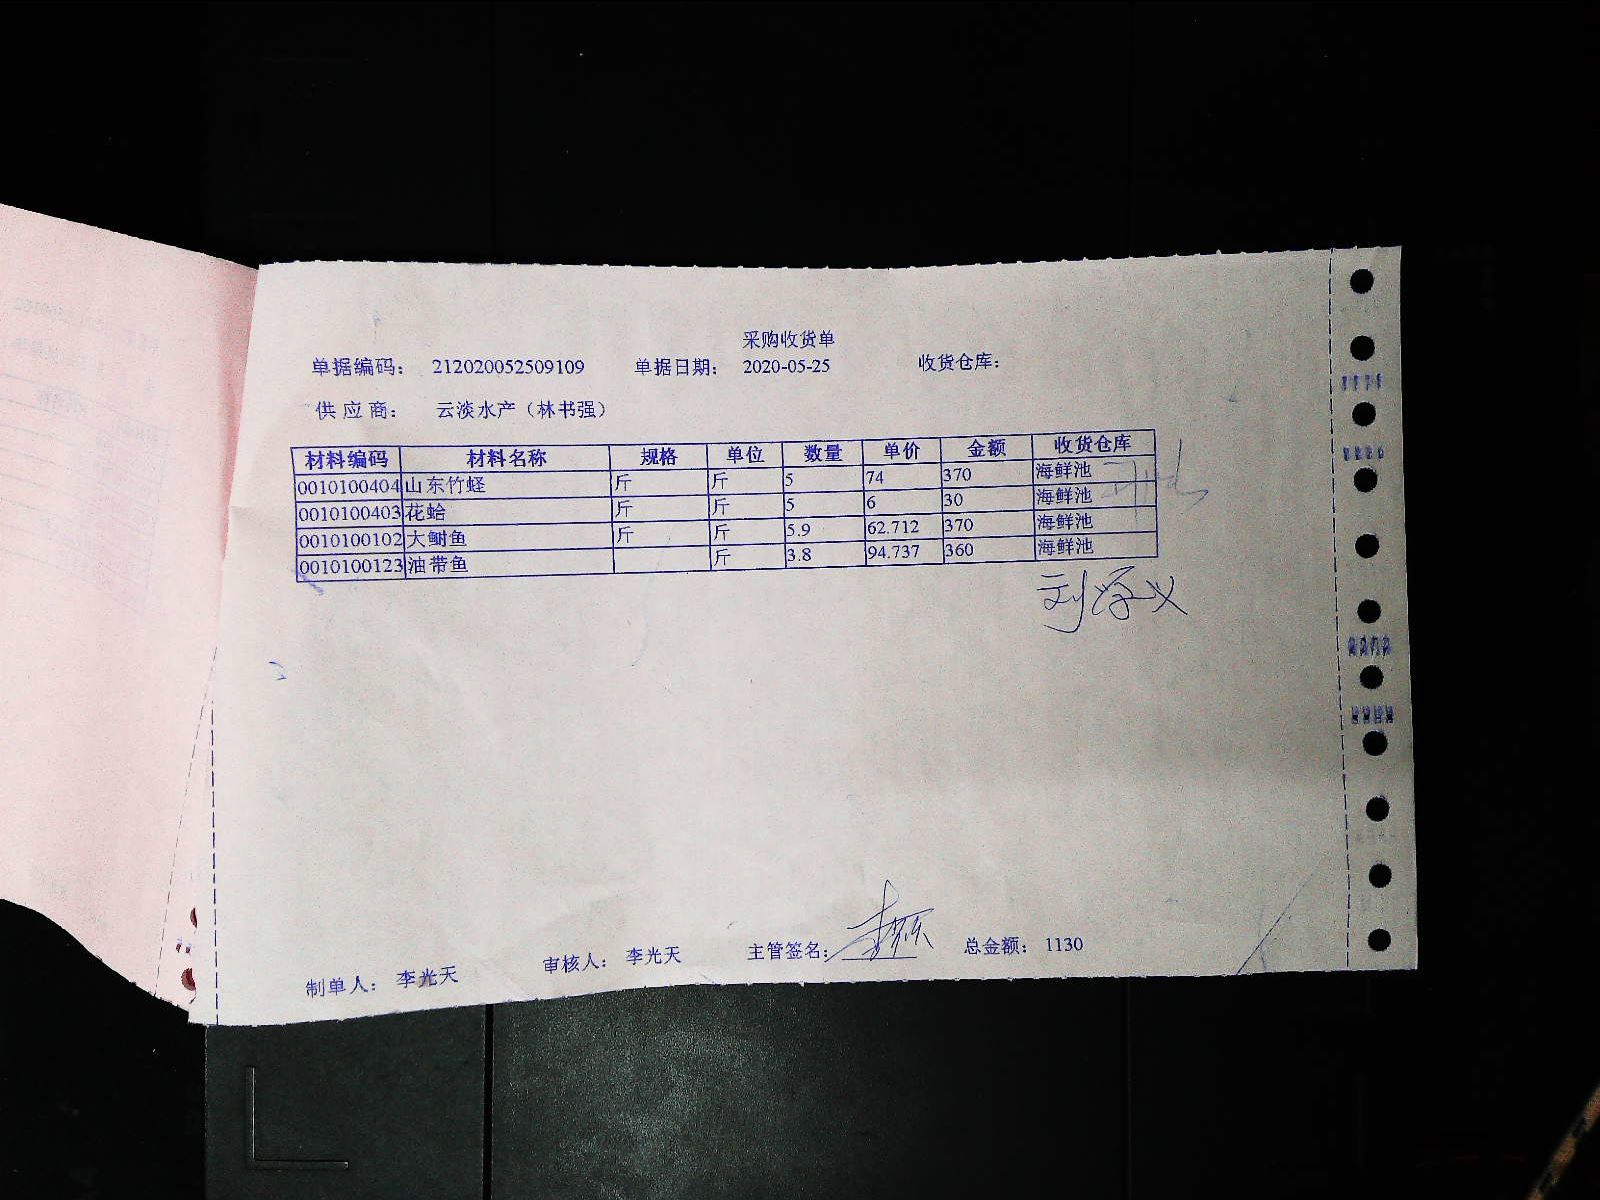 采购收货单
单据编码： 212020052509109 单据日期： 2020-05-25 收货仓库：
供应商： 云淡水产（林书强）
材料编码 材料名称 规格 单位 数量 单价 金额 收货仓库
0010100404 山东竹蛏 斤 斤 5 74 370 海鲜池
0010100403 花蛤 斤 斤 5 6 30 海鲜池
0010100102 大鲥鱼 斤 斤 5.9 62.712 370 海鲜池
0010100123 油带鱼 斤 3.8 94.737 360 海鲜池
制单人： 李光天 审核人： 李光天 主管签名： 总金额： 1130